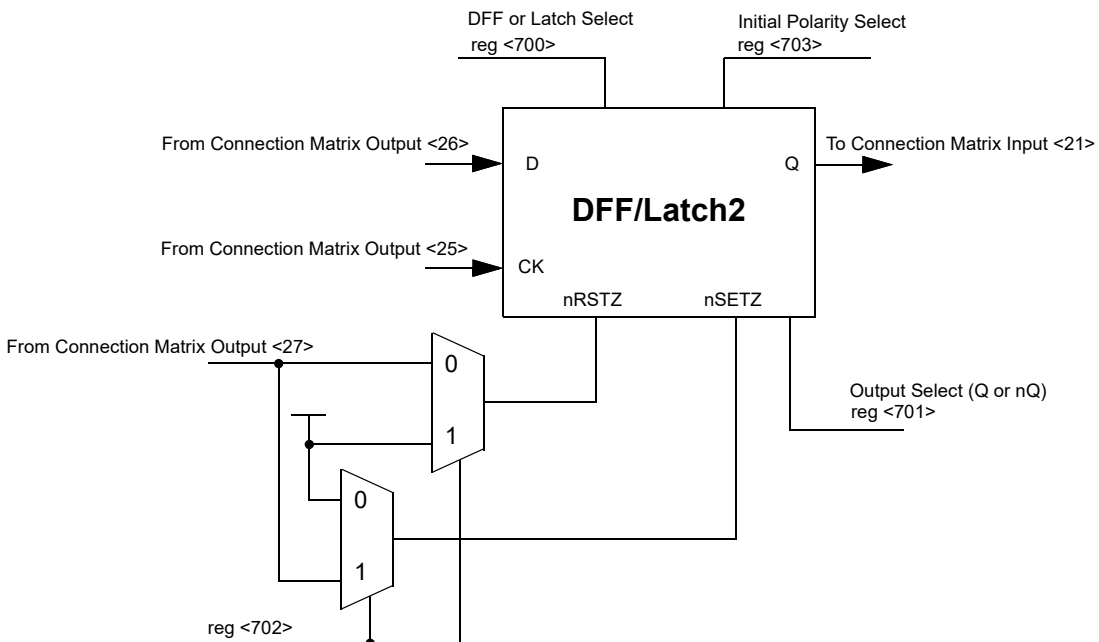 DFF or Latch Select
reg <700>
Initial Polarity Select
reg <703>
From Connection Matrix Output <26>
D
Q
To Connection Matrix Input <21>
DFF/Latch2
From Connection Matrix Output <25>
CK
nRSTZ
nSETZ
From Connection Matrix Output <27>
0
1
Output Select (Q or nQ)
reg <701>
0
1
reg <702>